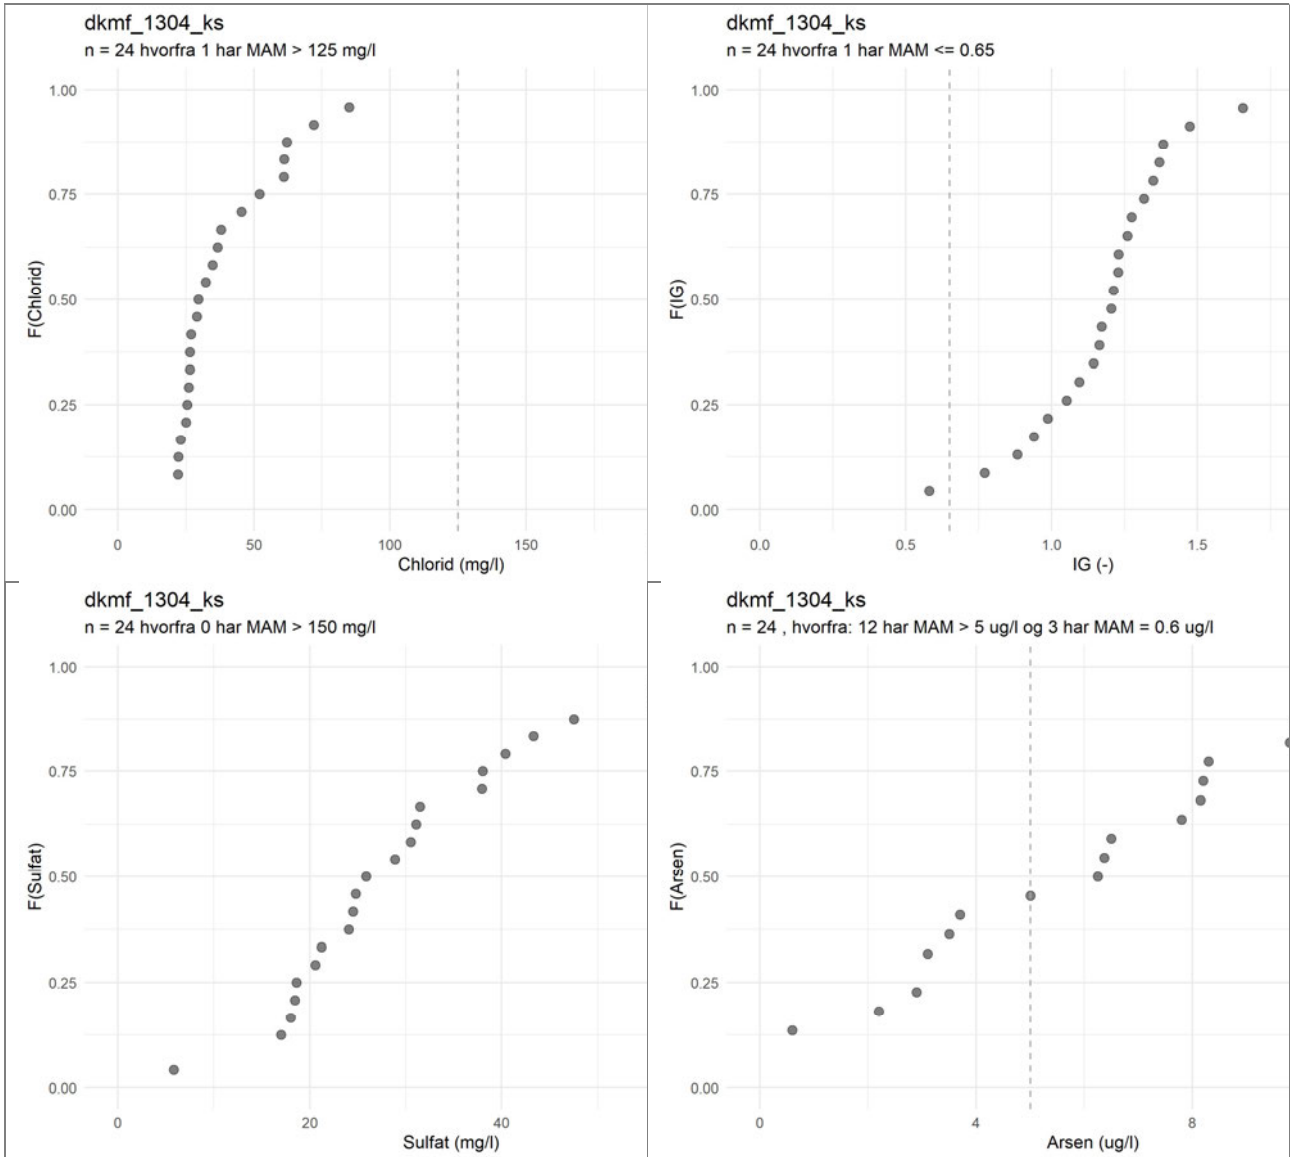 dkmf_1304_ks
n = 24 hvorfra 1 har MAM > 125 mg/l
1.00
0.75
0.50
0.25
0.00
F(Chlorid)
0 50 100 150
Chlorid (mg/l)
dkmf_1304_ks
n = 24 hvorfra 1 har MAM <= 0.65
1.00
0.75
0.50
0.25
0.00
F(IG)
0.0 0.5 1.0 1.5
IG (-)
dkmf_1304_ks
n = 24 hvorfra 0 har MAM > 150 mg/l
1.00
0.75
0.50
0.25
0.00
F(Sulfat)
0 20 40
Sulfat (mg/l)
dkmf_1304_ks
n = 24 , hvorfra: 12 har MAM > 5 ug/l og 3 har MAM = 0.6 ug/l
1.00
0.75
0.50
0.25
0.00
F(Arsen)
0 4 8
Arsen (ug/l)